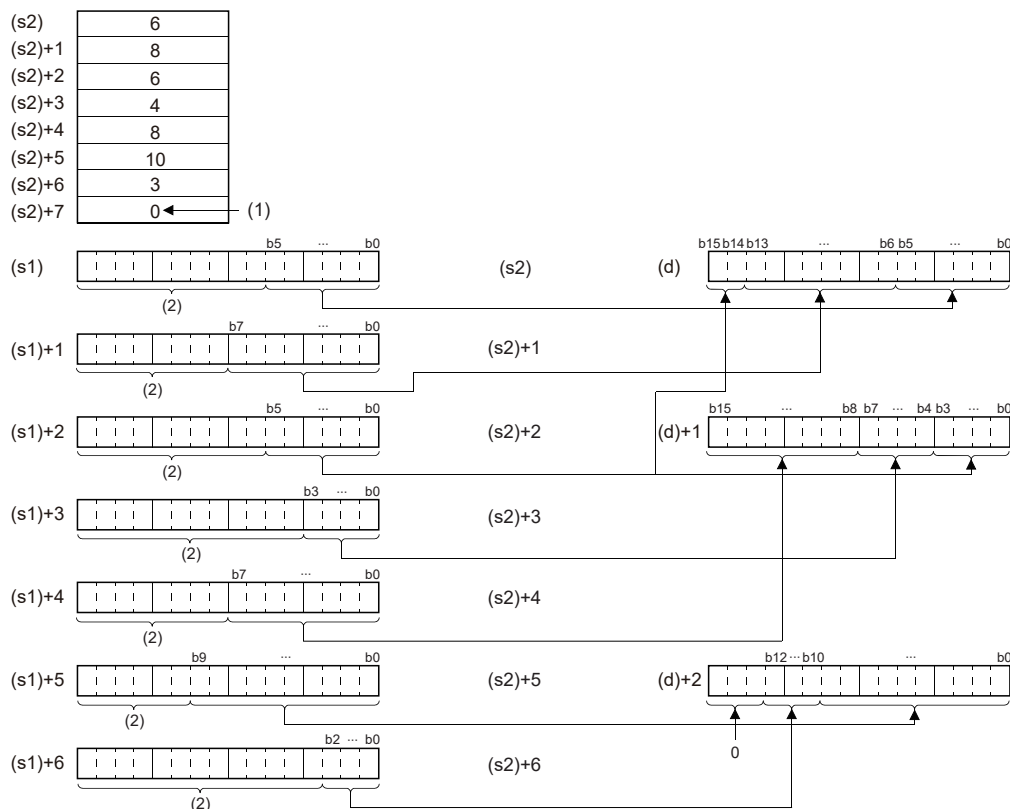 (s2) 6
(s2)+1 8
(s2)+2 6
(s2)+3 4
(s2)+4 8
(s2)+5 10
(s2)+6 3
(s2)+7 0 (1)
b5 ... b0 b15 b14 b13 ... b6 b5 ... b0
(s1) (s2) (d)
(2)
b7 ... b0
(s1)+1 (s2)+1
(2)
b5 ... b0 b15 ... b8 b7 ... b4 b3 ... b0
(s1)+2 (s2)+2 (d)+1
(2)
b3 ... b0
(s1)+3 (s2)+3
(2)
b7 ... b0
(s1)+4 (s2)+4
(2)
b9 ... b0 b12 ... b10 ... b0
(s1)+5 (s2)+5 (d)+2
(2)
b2 ... b0 0
(s1)+6 (s2)+6
(2)